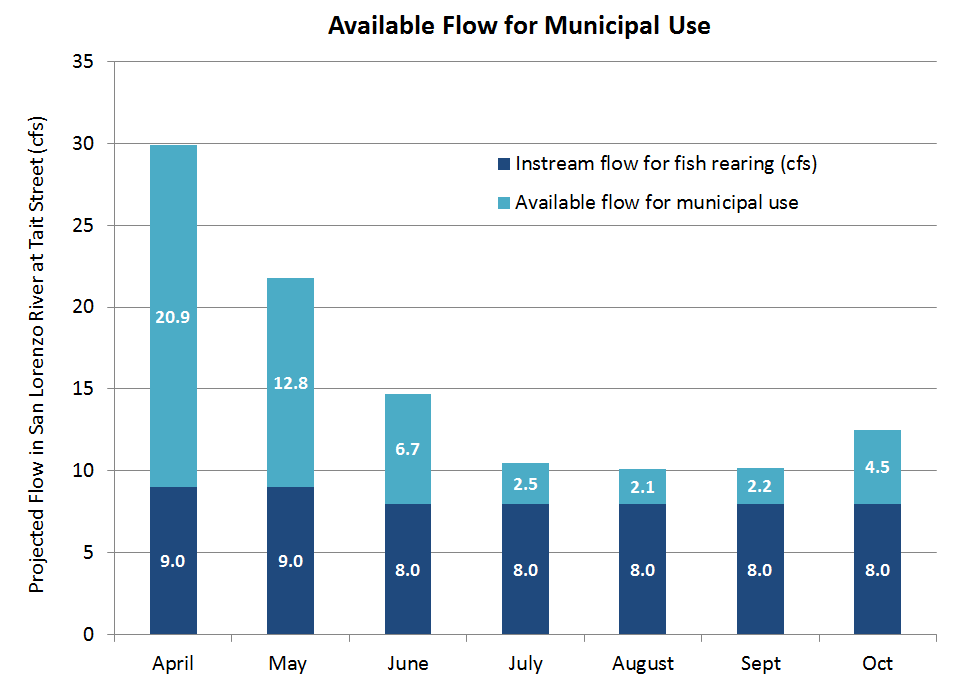 Available Flow for Municipal Use
Projected Flow in San Lorenzo River at Tait Street (cfs)
35
30
25
20
15
10
5
0
Instream flow for fish rearing (cfs)
Available flow for municipal use
20.9
12.8
6.7
2.5
2.1
2.2
4.5
9.0
9.0
8.0
8.0
8.0
8.0
8.0
April
May
June
July
August
Sept
Oct